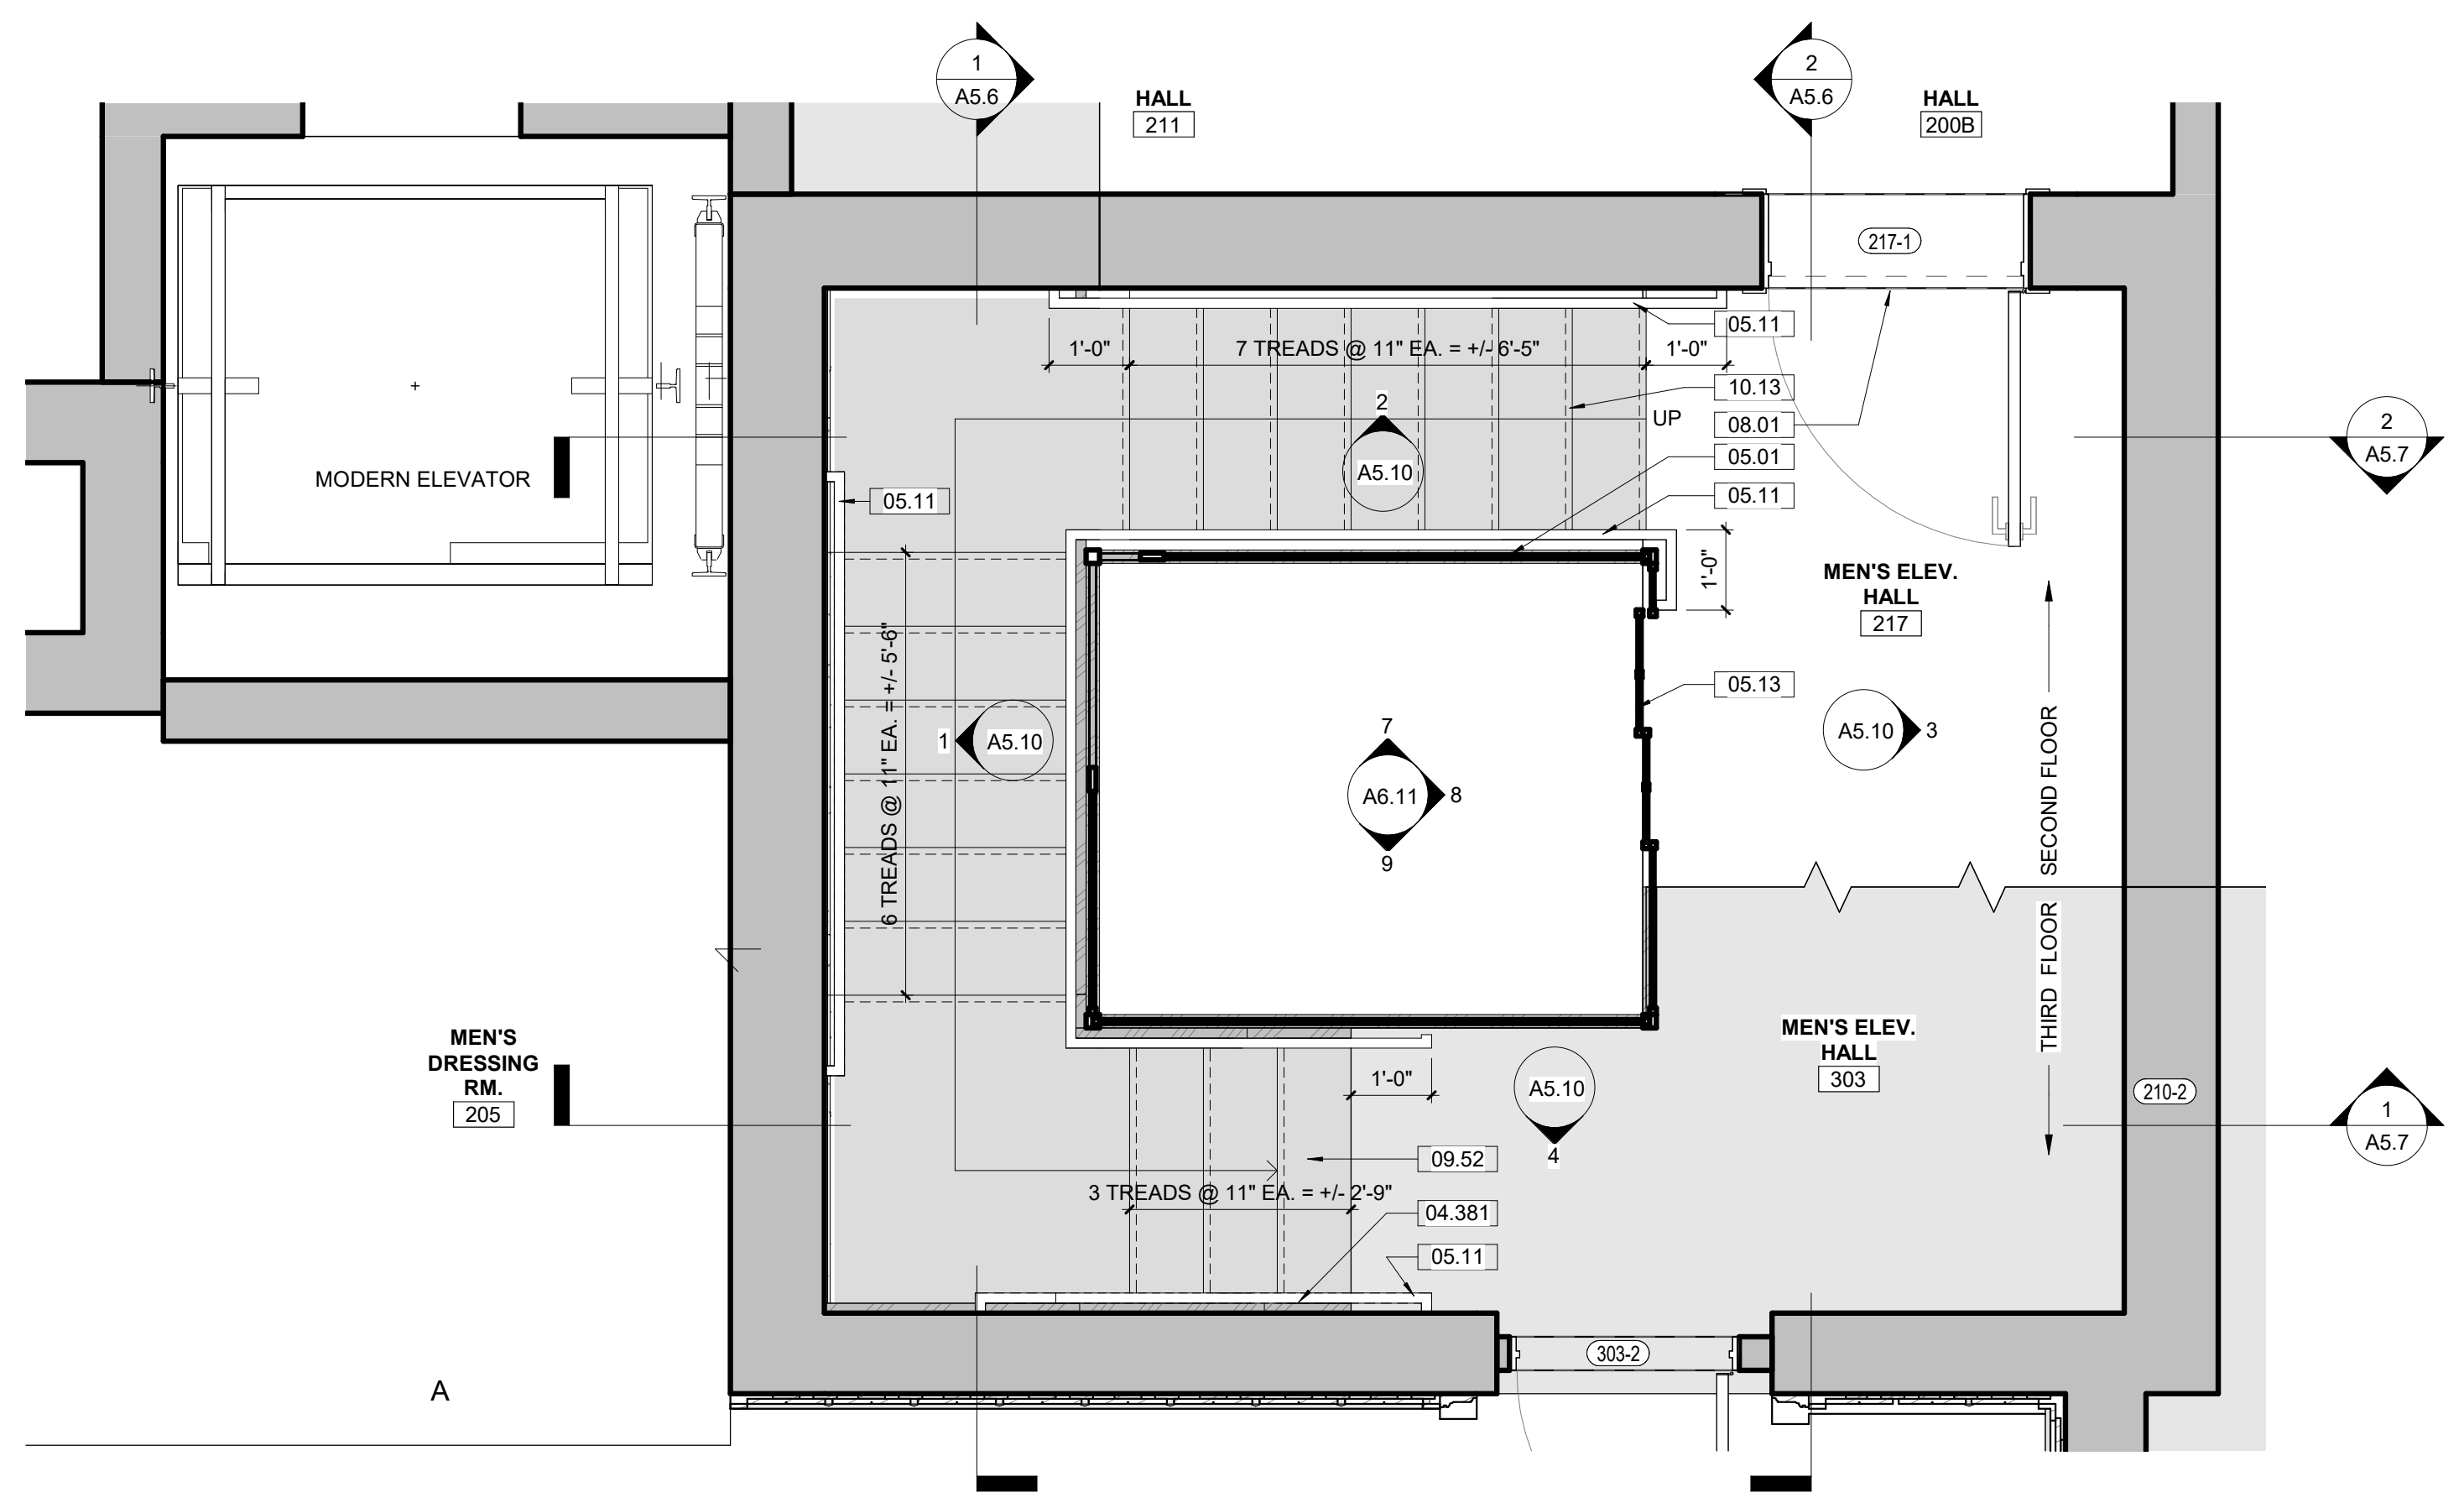 1
A5.6
HALL
211
2
A5.6
HALL
200B
217-1
05.11
1'-0"
7 TREADS @ 11" EA. = +/- 6'-5"
1'-0"
10.13
2
UP
08.01
A5.10
05.01
2
A5.7
MODERN ELEVATOR
05.11
05.11
1'-0"
MEN'S ELEV.
HALL
217
6 TREADS @ 11" EA. = +/- 5'-6"
05.13
1
A5.10
7
A6.11
8
9
A5.10
3
SECOND FLOOR
THIRD FLOOR
MEN'S
DRESSING
RM.
205
MEN'S ELEV.
HALL
303
1'-0"
A5.10
4
210-2
1
A5.7
09.52
3 TREADS @ 11" EA. = +/- 2'-9"
04.381
05.11
303-2
A